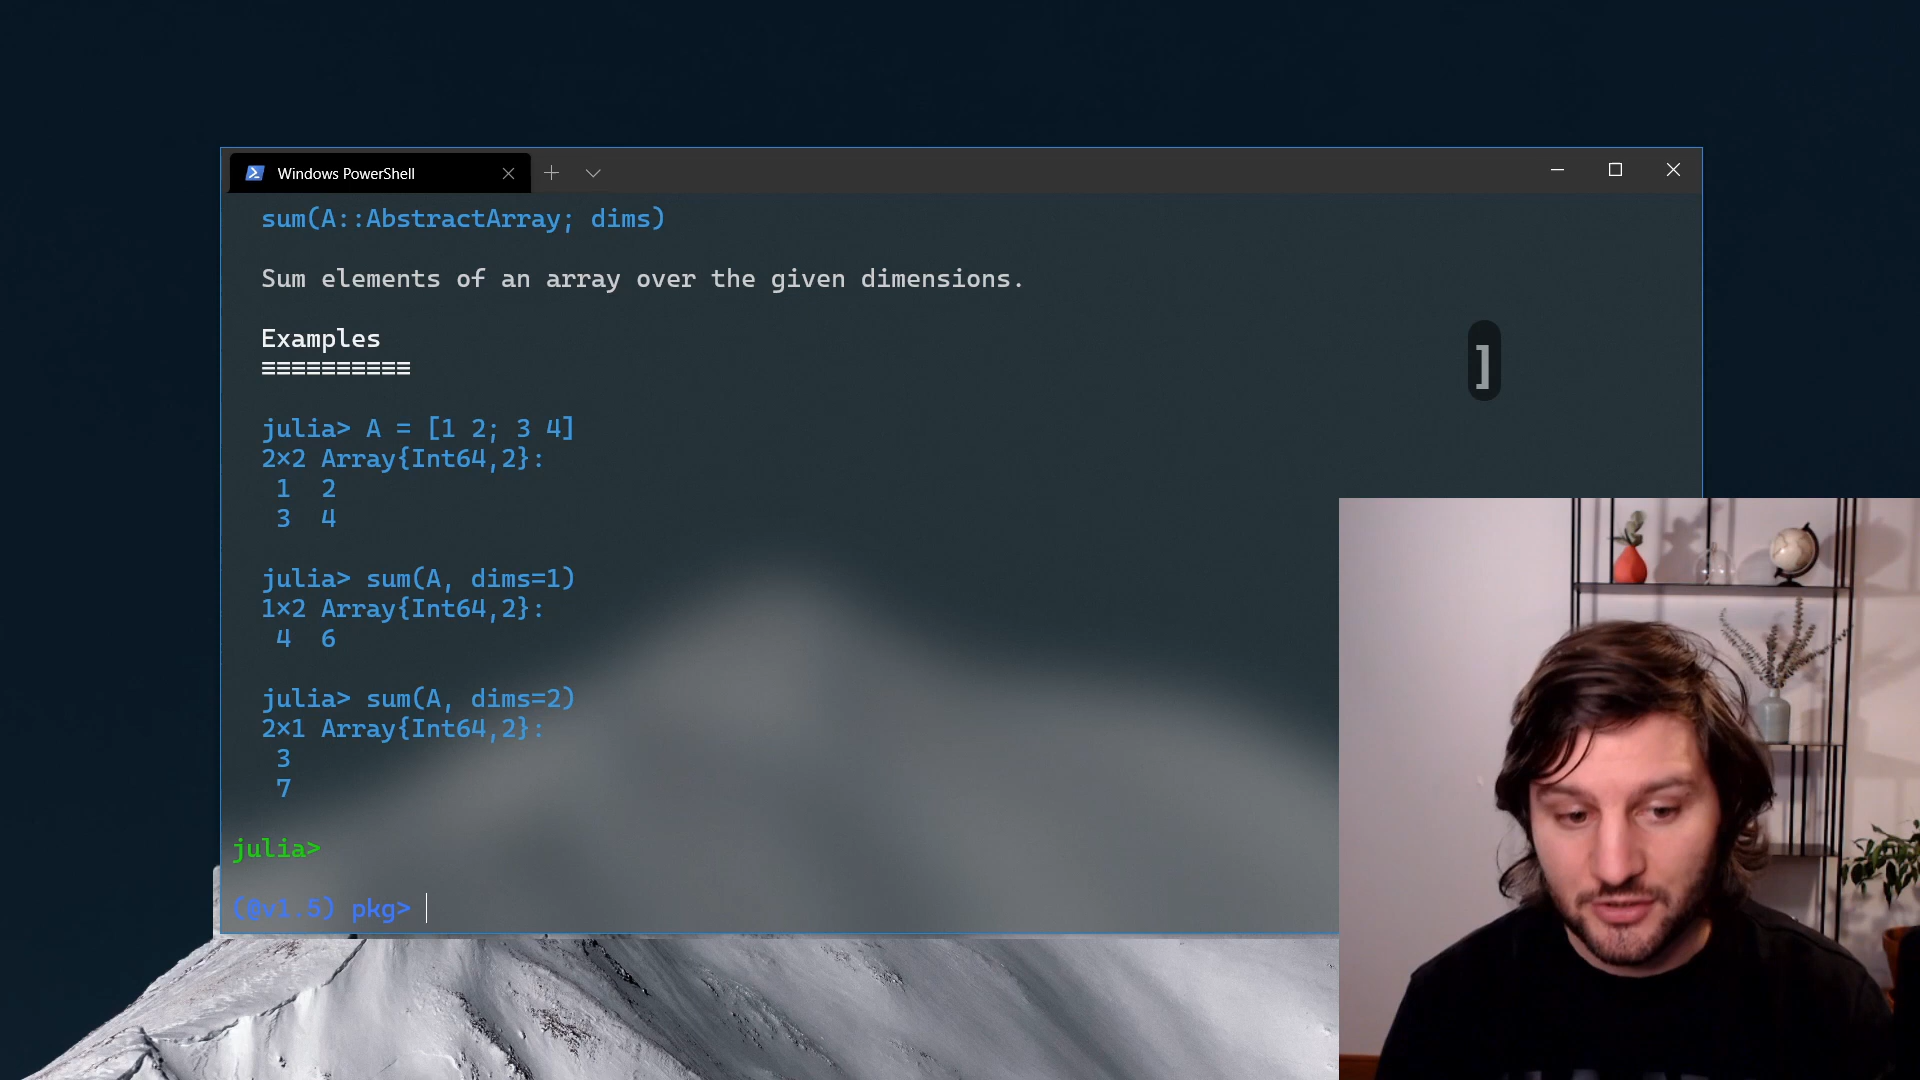 Windows PowerShell
sum(A::AbstractArray; dims)
Sum elements of an array over the given dimensions.
Examples
≡≡≡≡≡≡≡≡≡≡
]
julia> A = [1 2; 3 4]
2×2 Array{Int64,2}:
1 2
3 4
julia> sum(A, dims=1)
1×2 Array{Int64,2}:
4 6
julia> sum(A, dims=2)
2×1 Array{Int64,2}:
3
7
julia>
(@v1.5) pkg>